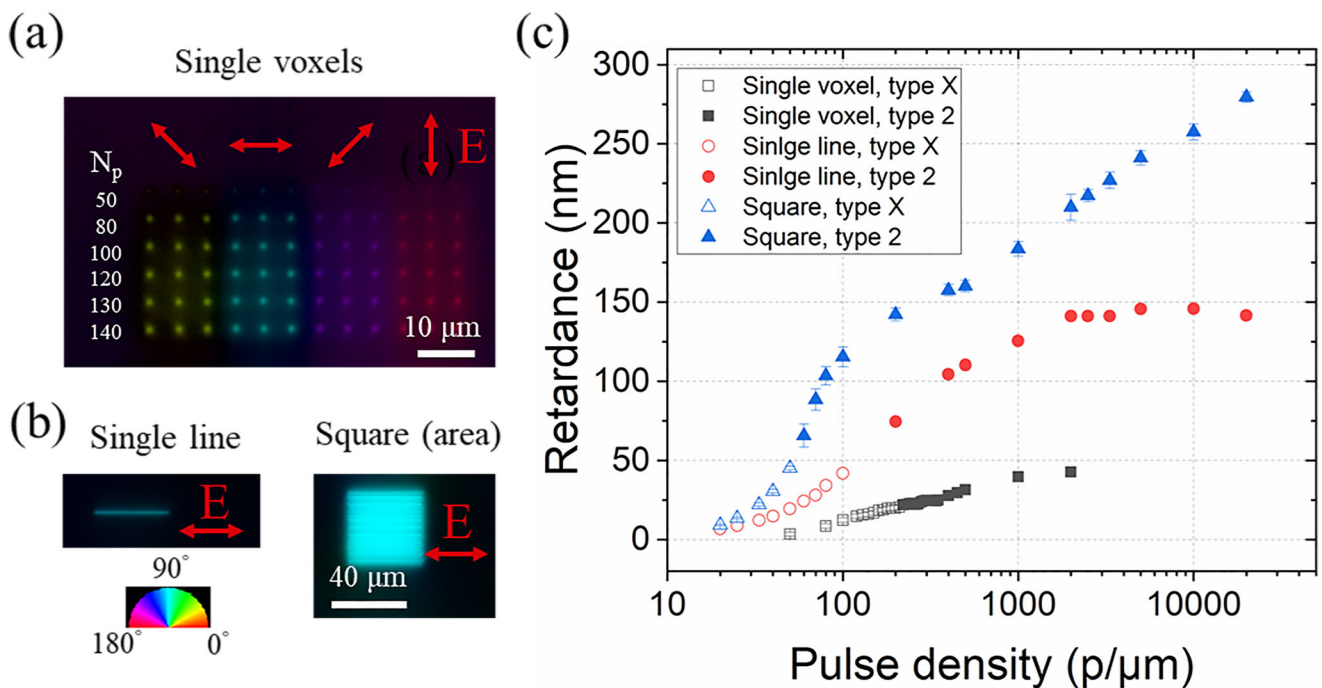 (a)
Single voxels
E
N_p
50
80
100
120
130
140
10 μm
(b)
Single line
Square (area)
E
E
90°
180°
0°
40 μm
(c)
Retardance (nm)
300
250
200
150
100
50
0
Single voxel, type X
Single voxel, type 2
Sinlge line, type X
Sinlge line, type 2
Square, type X
Square, type 2
10
100
1000
10000
Pulse density (p/μm)